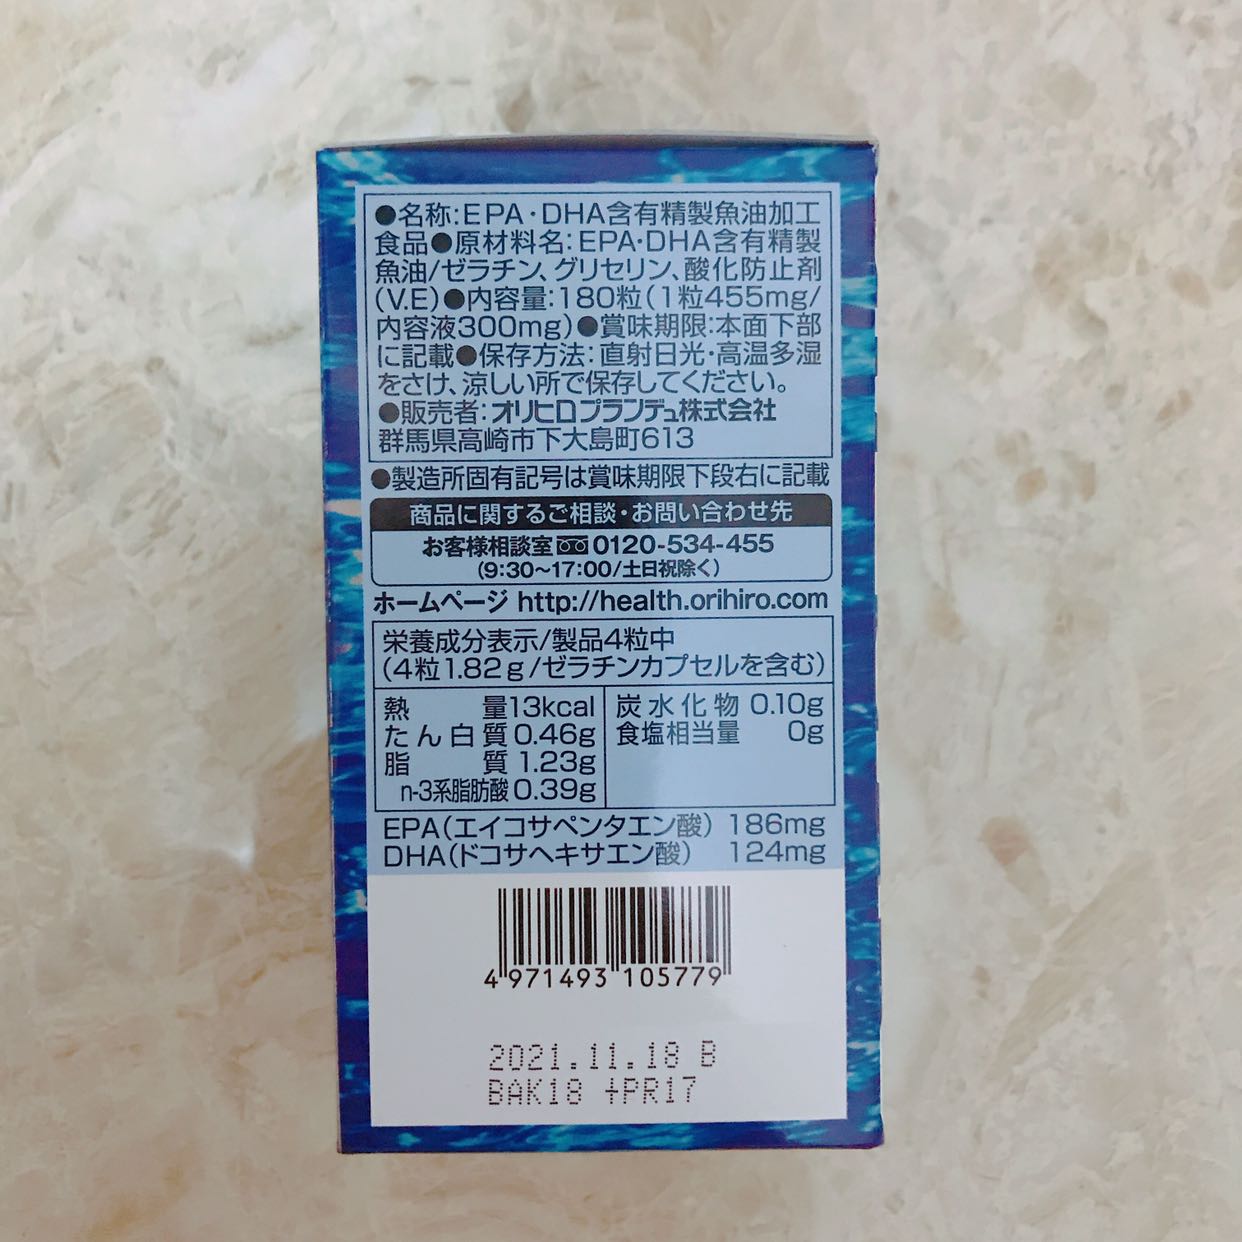 ●名称:EPA・DHA含有精製魚油加工
食品●原材料名:EPA・DHA含有精製
魚油/ゼラチン、グリセリン、酸化防止剤
(V.E)●内容量:180粒(1粒455mg/
内容液300mg)●賞味期限:本面下部
に記載●保存方法:直射日光・高温多湿
をさけ、涼しい所で保存してください。
●販売者:オリヒロプランデュ株式会社
群馬県高崎市下大島町613
●製造所固有記号は賞味期限下段右に記載
商品に関するご相談・お問い合わせ先
お客様相談室 0120-534-455
(9:30〜17:00/土日祝除く)
ホームページ http://health.orihiro.com
栄養成分表示/製品4粒中
(4粒1.82g/ゼラチンカプセルを含む)
熱量13kcal
たん白質 0.46g
脂質 1.23g
n-3系脂肪酸 0.39g
炭水化物 0.10g
食塩相当量 0g
EPA(エイコサペンタエン酸) 186mg
DHA(ドコサヘキサエン酸) 124mg
4 971493 105779
2021.11.18 B
BAK18 +PR17